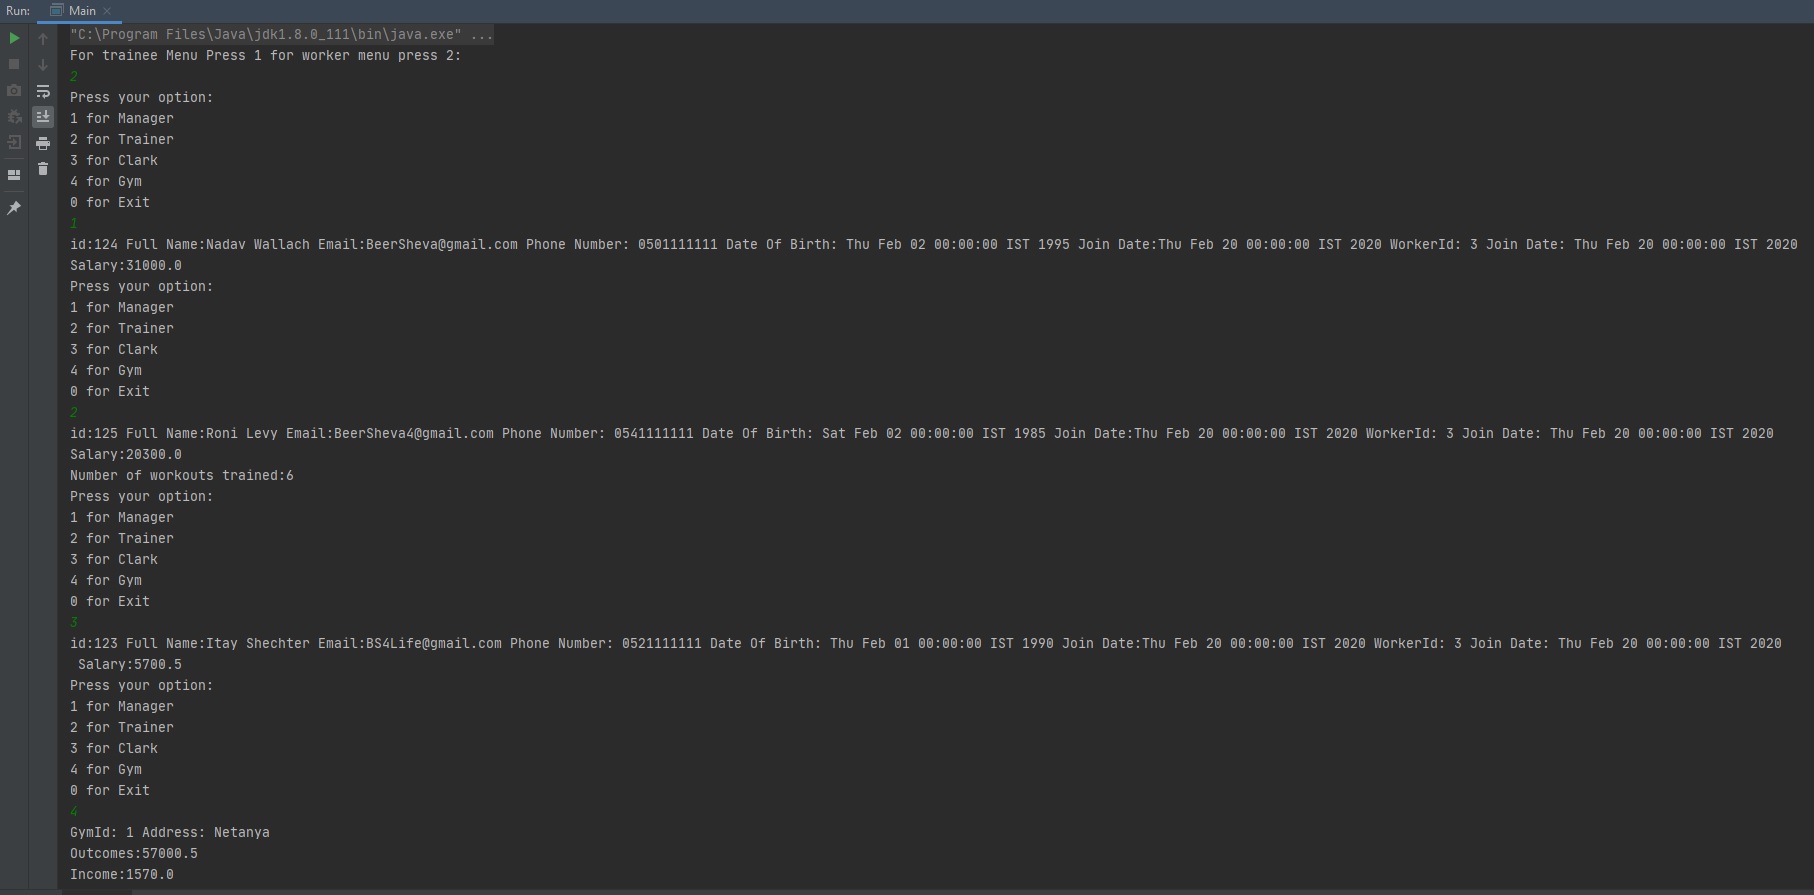 Run: Main
"C:\Program Files\Java\jdk1.8.0_111\bin\java.exe" ...
For trainee Menu Press 1 for worker menu press 2:
2
Press your option:
1 for Manager
2 for Trainer
3 for Clark
4 for Gym
0 for Exit
1
id:124 Full Name:Nadav Wallach Email:BeerSheva@gmail.com Phone Number: 0501111111 Date Of Birth: Thu Feb 02 00:00:00 IST 1995 Join Date:Thu Feb 20 00:00:00 IST 2020 WorkerId: 3 Join Date: Thu Feb 20 00:00:00 IST 2020
Salary:31000.0
Press your option:
1 for Manager
2 for Trainer
3 for Clark
4 for Gym
0 for Exit
2
id:125 Full Name:Roni Levy Email:BeerSheva4@gmail.com Phone Number: 0541111111 Date Of Birth: Sat Feb 02 00:00:00 IST 1985 Join Date:Thu Feb 20 00:00:00 IST 2020 WorkerId: 3 Join Date: Thu Feb 20 00:00:00 IST 2020
Salary:20300.0
Number of workouts trained:6
Press your option:
1 for Manager
2 for Trainer
3 for Clark
4 for Gym
0 for Exit
3
id:123 Full Name:Itay Shechter Email:BS4Life@gmail.com Phone Number: 0521111111 Date Of Birth: Thu Feb 01 00:00:00 IST 1990 Join Date:Thu Feb 20 00:00:00 IST 2020 WorkerId: 3 Join Date: Thu Feb 20 00:00:00 IST 2020
Salary:5700.5
Press your option:
1 for Manager
2 for Trainer
3 for Clark
4 for Gym
0 for Exit
4
GymId: 1 Address: Netanya
Outcomes:57000.5
Income:1570.0